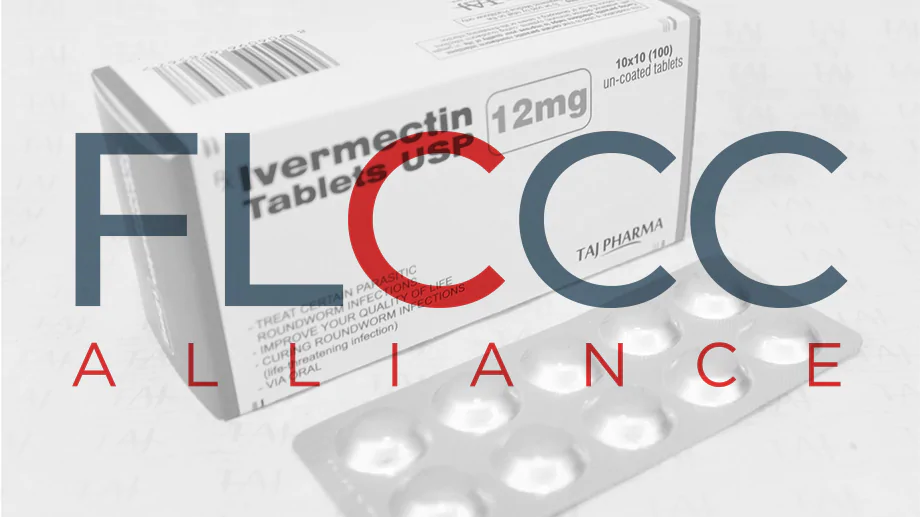 10x10 (100)
un-coated tablets
Ivermectin 12mg
Tablets USP
FLCCC
TAJ PHARMA
- TREAT CERTAIN PARASITIC
ROUNDWORM INFECTIONS
- IMPROVE YOUR QUALITY OF LIFE
- CURING ROUNDWORM INFECTIONS
(life-threatening infection)
- VIA ORAL
ALLIANCE